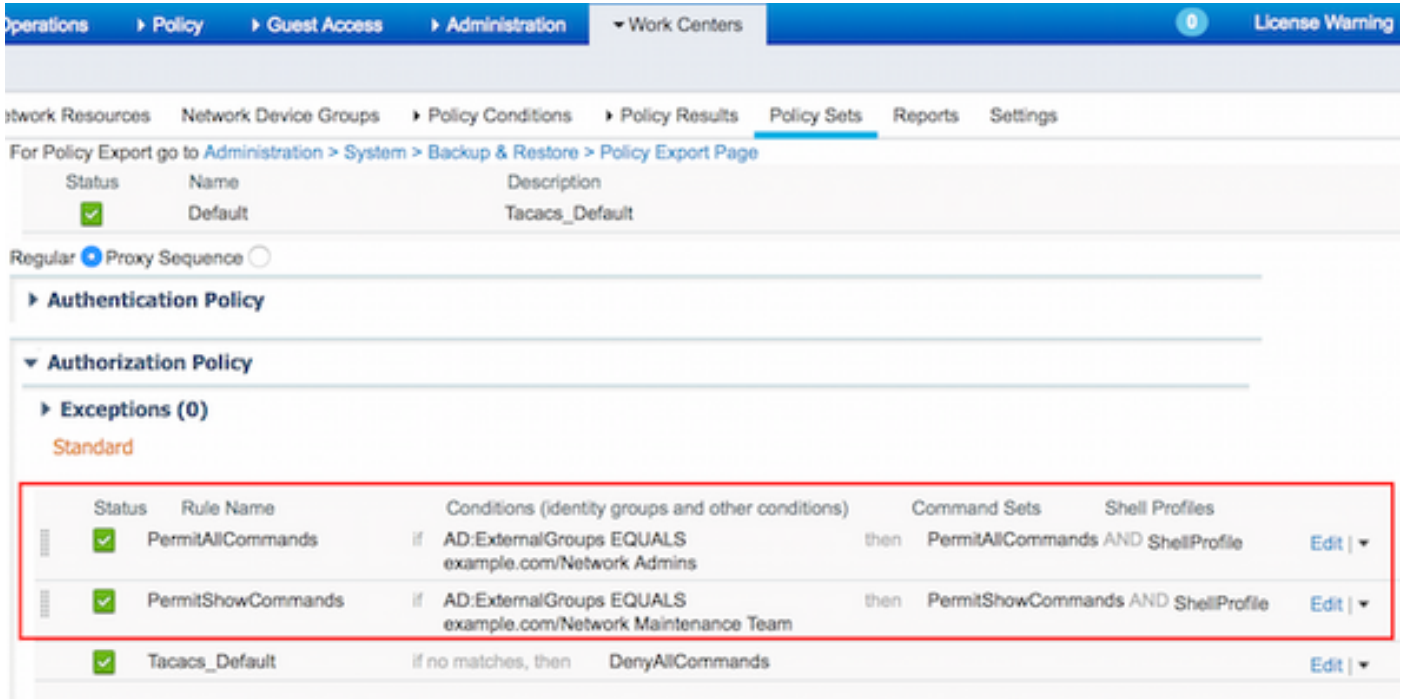 Operations Policy Guest Access Administration Work Centers 0 License Warning
etwork Resources Network Device Groups Policy Conditions Policy Results Policy Sets Reports Settings
For Policy Export go to Administration > System > Backup & Restore > Policy Export Page
Status Name Description
Default Tacacs_Default
Regular Proxy Sequence
Authentication Policy
Authorization Policy
Exceptions (0)
Standard
Status Rule Name Conditions (identity groups and other conditions) Command Sets Shell Profiles
PermitAllCommands if AD:ExternalGroups EQUALS then PermitAllCommands AND ShellProfile Edit |
example.com/Network Admins
PermitShowCommands if AD:ExternalGroups EQUALS then PermitShowCommands AND ShellProfile Edit |
example.com/Network Maintenance Team
Tacacs_Default if no matches, then DenyAllCommands Edit |